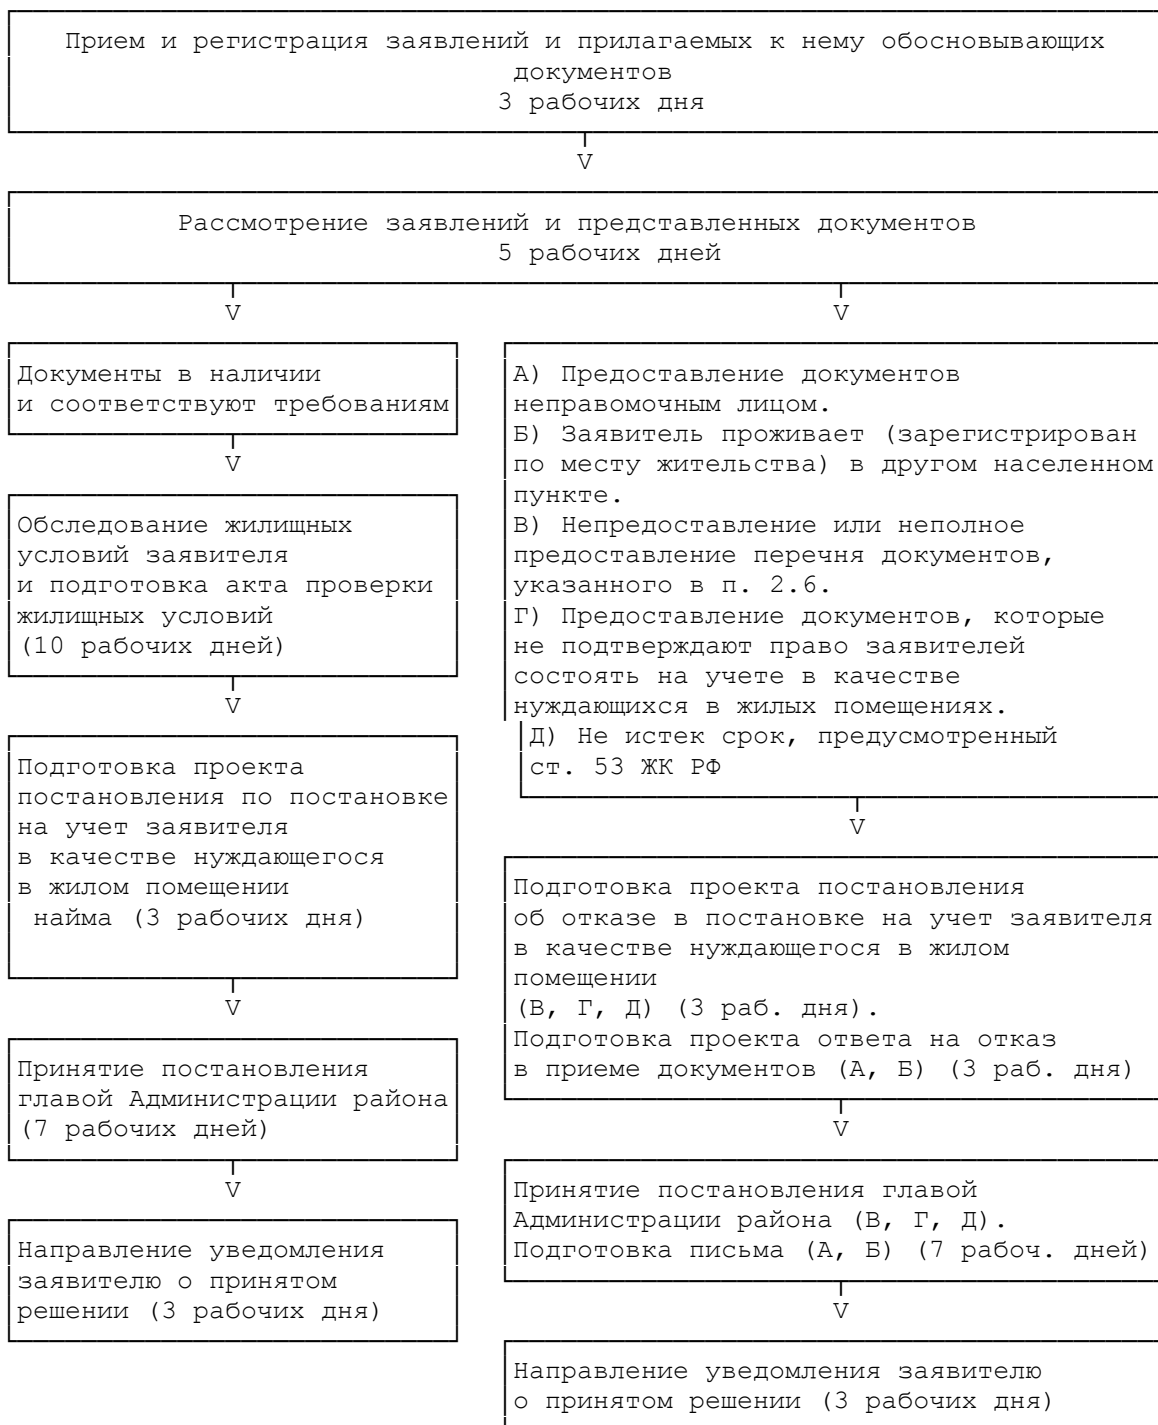 Прием и регистрация заявлений и прилагаемых к нему обосновывающих
документов
3 рабочих дня
V
Рассмотрение заявлений и представленных документов
5 рабочих дней
V
V
Документы в наличии
и соответствуют требованиям
V
Обследование жилищных
условий заявителя
и подготовка акта проверки
жилищных условий
(10 рабочих дней)
V
Подготовка проекта
постановления по постановке
на учет заявителя
в качестве нуждающегося
в жилом помещении
найма (3 рабочих дня)
V
Принятие постановления
главой Администрации района
(7 рабочих дней)
V
Направление уведомления
заявителю о принятом
решении (3 рабочих дня)
А) Предоставление документов
неправомочным лицом.
Б) Заявитель проживает (зарегистрирован
по месту жительства) в другом населенном
пункте.
В) Непредоставление или неполное
предоставление перечня документов,
указанного в п. 2.6.
Г) Предоставление документов, которые
не подтверждают право заявителей
состоять на учете в качестве
нуждающихся в жилых помещениях.
Д) Не истек срок, предусмотренный
ст. 53 ЖК РФ
V
Подготовка проекта постановления
об отказе в постановке на учет заявителя
в качестве нуждающегося в жилом
помещении
(В, Г, Д) (3 раб. дня).
Подготовка проекта ответа на отказ
в приеме документов (А, Б) (3 раб. дня)
V
Принятие постановления главой
Администрации района (В, Г, Д).
Подготовка письма (А, Б) (7 рабоч. дней)
V
Направление уведомления заявителю
о принятом решении (3 рабочих дня)